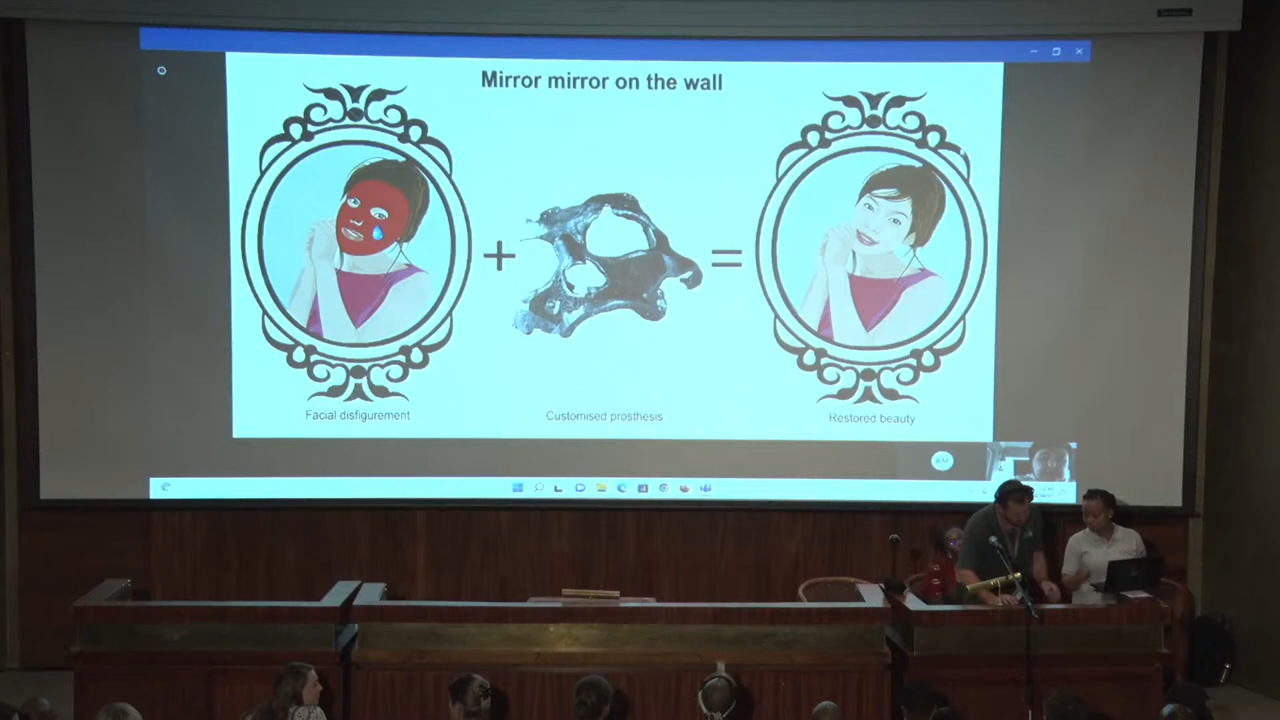 Mirror mirror on the wall
Facial disfigurement
Customised prosthesis
Restored beauty